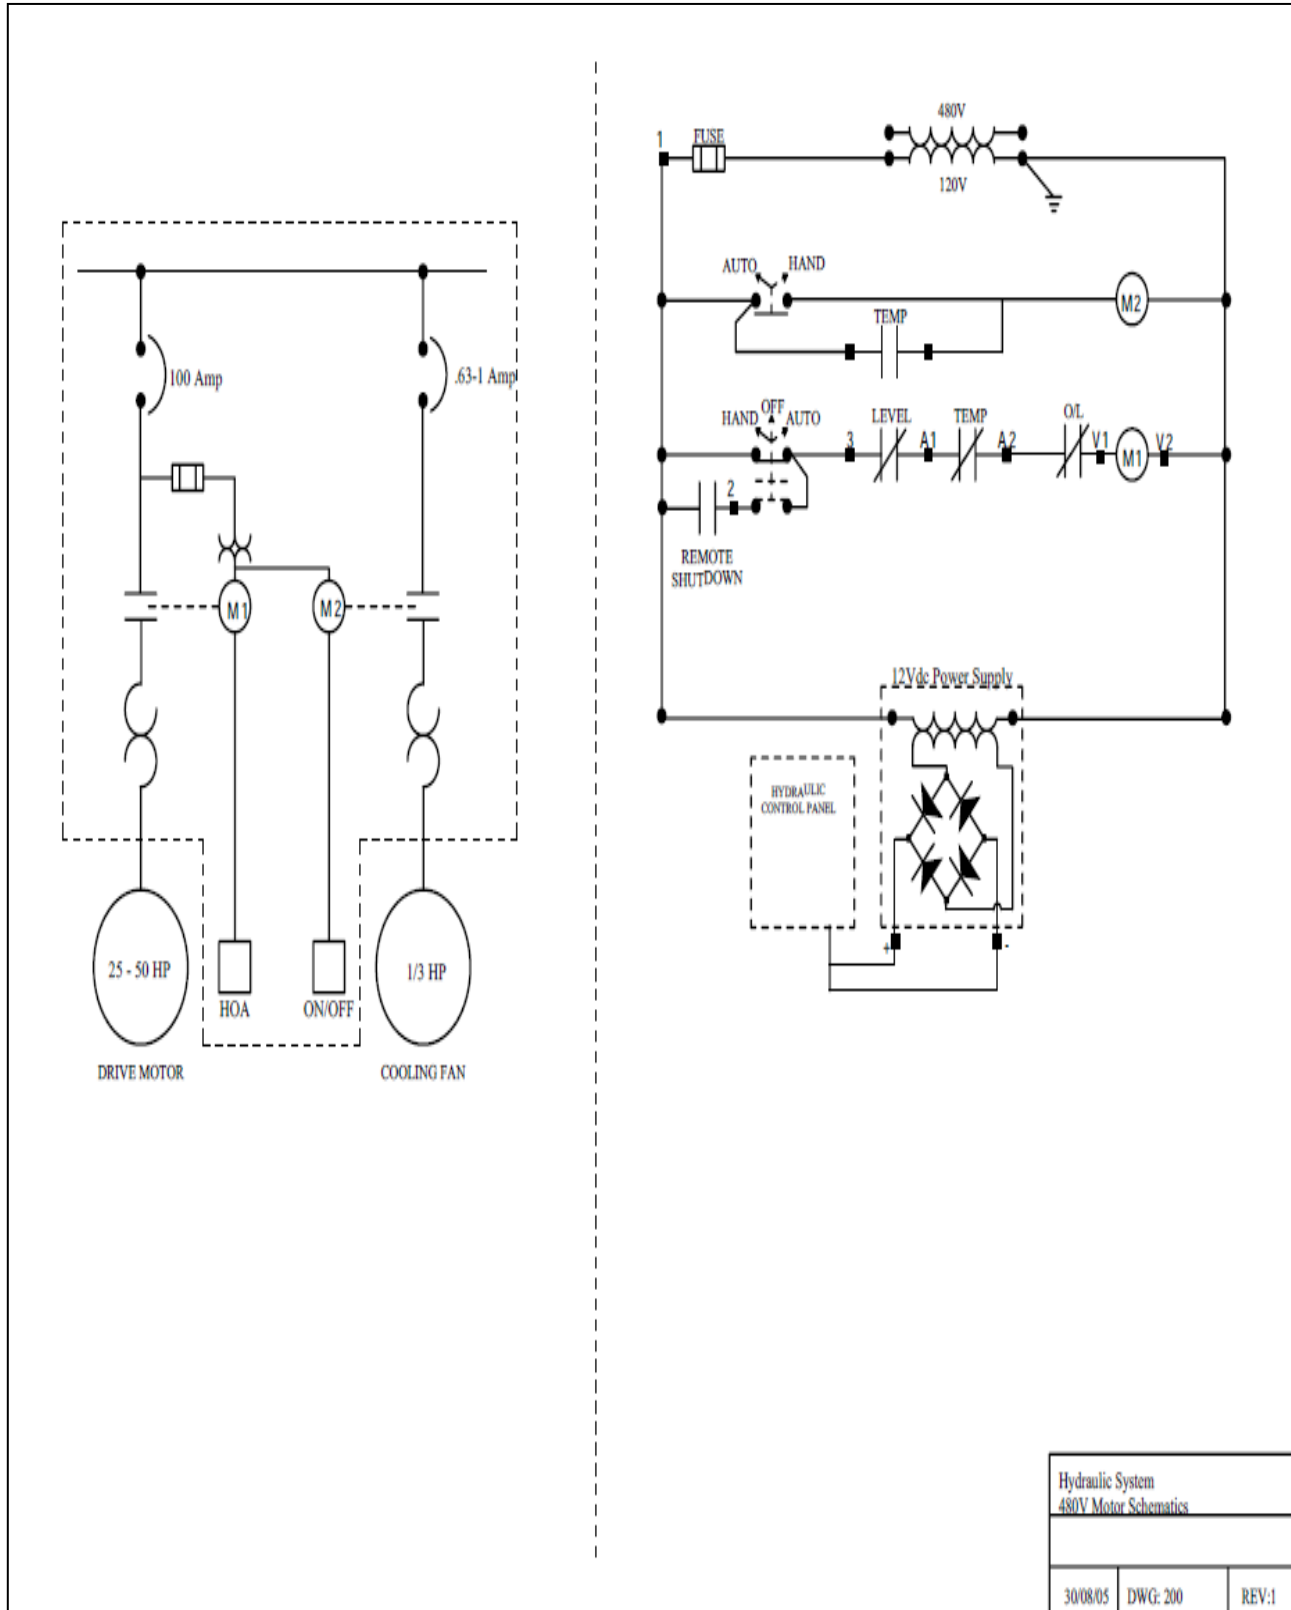 480V
1
FUSE
120V
AUTO
HAND
M2
TEMP
100 Amp
.63-1 Amp
HAND
OFF
AUTO
3
LEVEL
A1
TEMP
A2
O/L
V1
M1
V2
2
REMOTE
SHUTDOWN
M1
M2
12Vdc Power Supply
HYDRAULIC
CONTROL PANEL
+
-
25 - 50 HP
1/3 HP
HOA
ON/OFF
DRIVE MOTOR
COOLING FAN
Hydraulic System
480V Motor Schematics
30/08/05
DWG: 200
REV:1